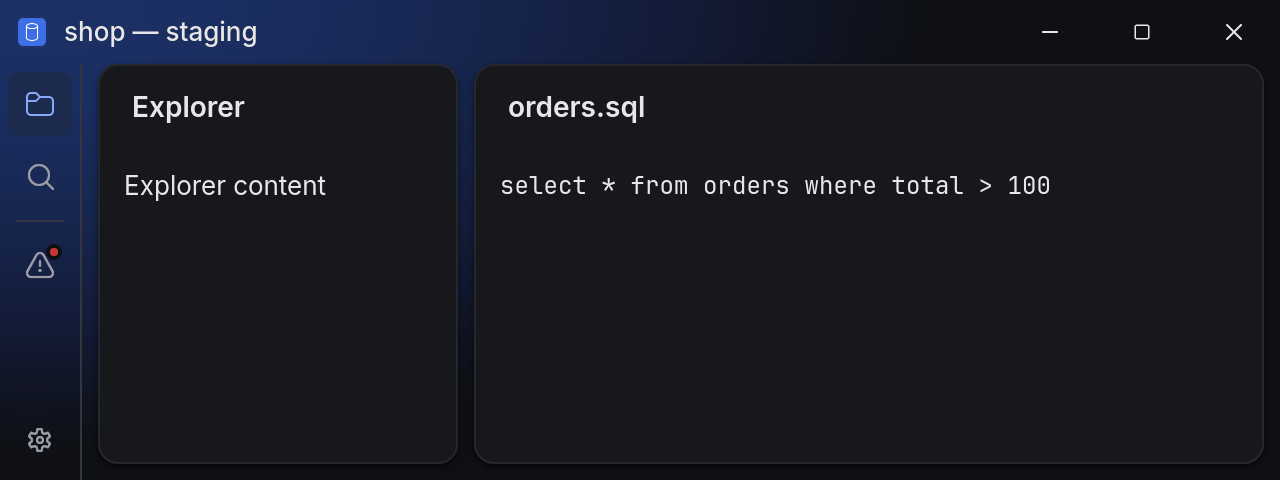 shop — staging
Explorer
Explorer content
orders.sql
select * from orders where total > 100